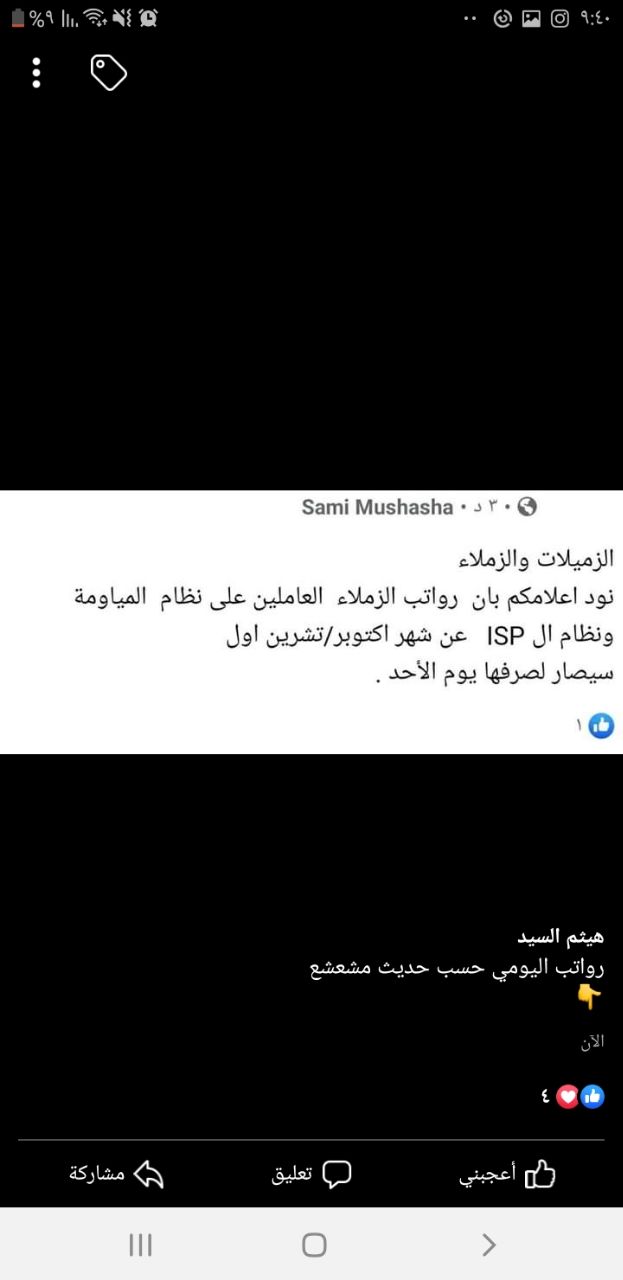 %٩ ٩:٤٠
Sami Mushasha • ٣ د •
الزميلات والزملاء
نود اعلامكم بان رواتب الزملاء العاملين على نظام المياومة
ونظام ال ISP عن شهر اكتوبر/تشرين اول
سيصار لصرفها يوم الأحد .
١
هيثم السيد
رواتب اليومي حسب حديث مشعشع
الآن
٤
أعجبني تعليق مشاركة